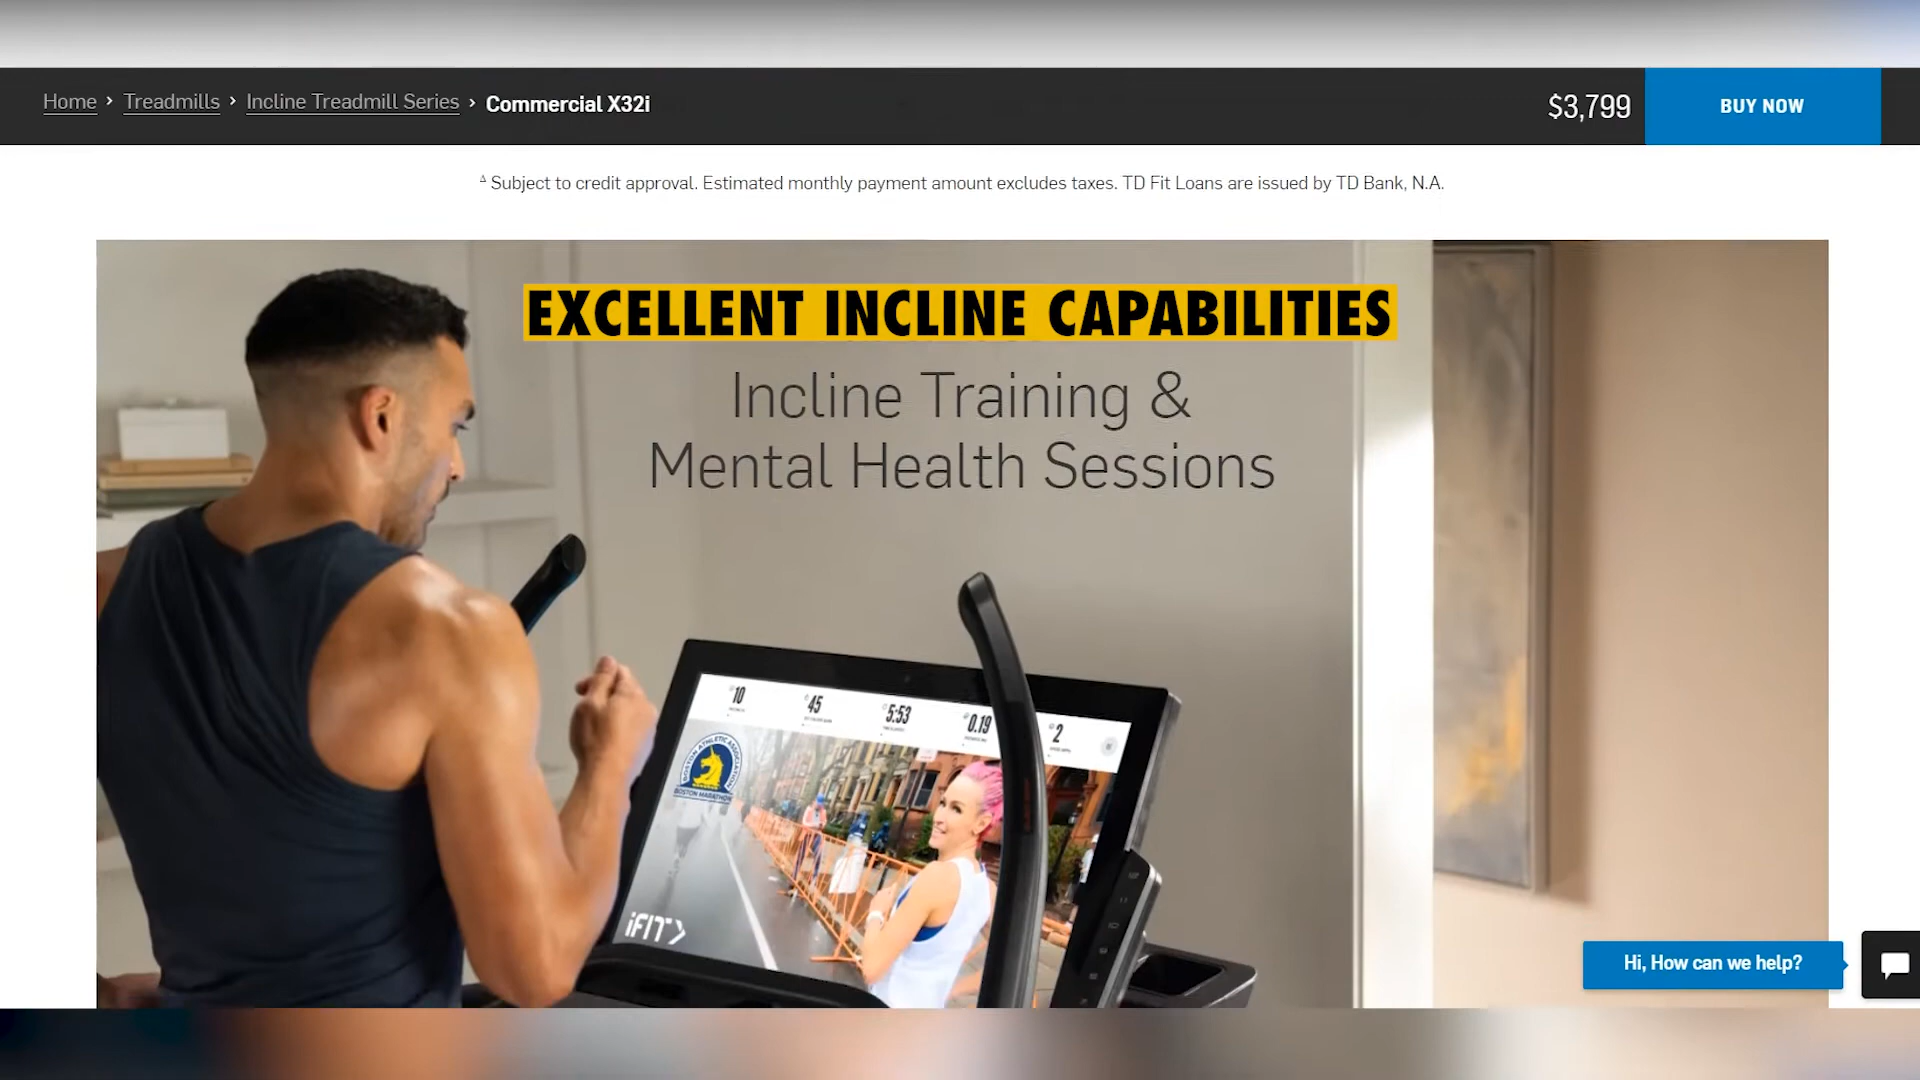 Home › Treadmills › Incline Treadmill Series › Commercial X32i
$3,799
BUY NOW
Δ Subject to credit approval. Estimated monthly payment amount excludes taxes. TD Fit Loans are issued by TD Bank, N.A.
EXCELLENT INCLINE CAPABILITIES
Incline Training &
Mental Health Sessions
10
45
5:53
0.19
2
BOSTON ATHLETIC ASSOCIATION
BOSTON MARATHON
iFIT
Hi, How can we help?